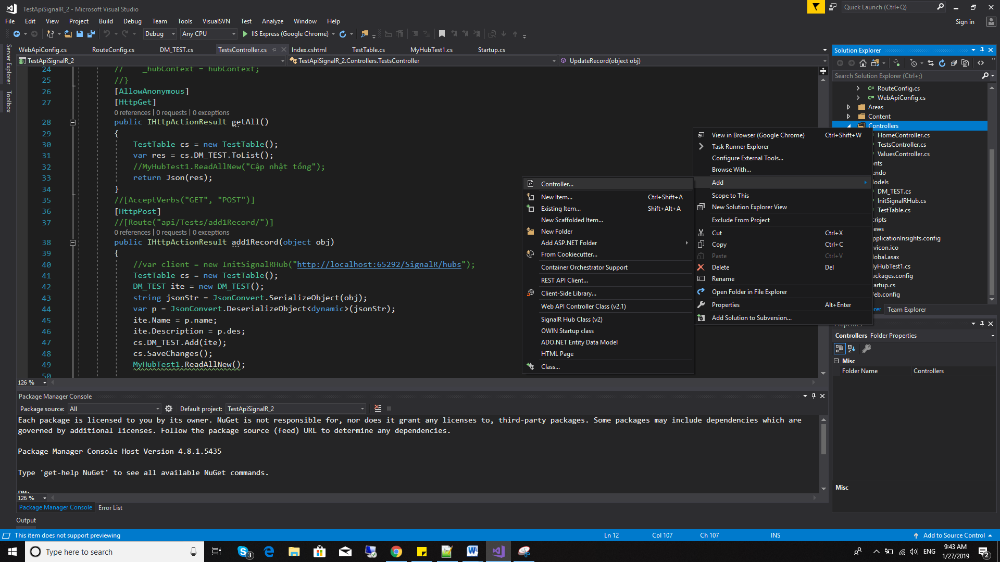 TestApiSignalR_2 - Microsoft Visual Studio
Quick Launch (Ctrl+Q)
File Edit View Project Build Debug Team Tools VisualSVN Test Analyze Window Help
Sign in
Debug Any CPU IIS Express (Google Chrome)
Server Explorer
Toolbox
WebApiConfig.cs RouteConfig.cs DM_TEST.cs TestsController.cs Index.cshtml TestTable.cs MyHubTest1.cs Startup.cs
TestApiSignalR_2 TestApiSignalR_2.Controllers.TestsController UpdateRecord(object obj)
24 // _hubContext = hubContext;
25 //}
26 [AllowAnonymous]
27 [HttpGet]
0 references | 0 requests | 0 exceptions
28 public IHttpActionResult getAll()
29 {
30 TestTable cs = new TestTable();
31 var res = cs.DM_TEST.ToList();
32 //MyHubTest1.ReadAllNew("Cập nhật tổng");
33 return Json(res);
34 }
35 //[AcceptVerbs("GET", "POST")]
36 [HttpPost]
37 //[Route("api/Tests/add1Record/")]
0 references | 0 requests | 0 exceptions
38 public IHttpActionResult add1Record(object obj)
39 {
40 //var client = new InitSignalRHub("http://localhost:65292/SignalR/hubs");
41 TestTable cs = new TestTable();
42 DM_TEST ite = new DM_TEST();
43 string jsonStr = JsonConvert.SerializeObject(obj);
44 var p = JsonConvert.DeserializeObject<dynamic>(jsonStr);
45 ite.Name = p.name;
46 ite.Description = p.des;
47 cs.DM_TEST.Add(ite);
48 cs.SaveChanges();
49 MyHubTest1.ReadAllNew();
50
126 %
Controller...
New Item... Ctrl+Shift+A
Existing Item... Shift+Alt+A
New Scaffolded Item...
New Folder
Add ASP.NET Folder
From Cookiecutter...
Container Orchestrator Support
REST API Client...
Client-Side Library...
Web API Controller Class (v2.1)
SignalR Hub Class (v2)
OWIN Startup class
ADO.NET Entity Data Model
HTML Page
Class...
View in Browser (Google Chrome) Ctrl+Shift+W
Task Runner Explorer
Configure External Tools...
Browse With...
Add
Scope to This
New Solution Explorer View
Exclude From Project
Cut Ctrl+X
Copy Ctrl+C
Paste Ctrl+V
Delete Del
Rename
Open Folder in File Explorer
Properties Alt+Enter
Add Solution to Subversion...
Solution Explorer
Search Solution Explorer (Ctrl+;)
C# RouteConfig.cs
C# WebApiConfig.cs
Areas
Content
Controllers
HomeController.cs
TestsController.cs
ValuesController.cs
onts
endo
odels
DM_TEST.cs
InitSignalRHub.cs
TestTable.cs
cripts
ews
pplicationInsights.config
vicon.ico
lobal.asax
yHubTest1.cs
ackages.config
artup.cs
eb.config
rer Team Explorer
Properties
Controllers Folder Properties
Misc
Folder Name Controllers
Misc
Package Manager Console
Package source: All Default project: TestApiSignalR_2
Each package is licensed to you by its owner. NuGet is not responsible for, nor does it grant any licenses to, third-party packages. Some packages may include dependencies which are
governed by additional licenses. Follow the package source (feed) URL to determine any dependencies.
Package Manager Console Host Version 4.8.1.5435
Type 'get-help NuGet' to see all available NuGet commands.
PM>
126 %
Package Manager Console Error List
Output
This item does not support previewing Ln 12 Col 107 Ch 107 INS Add to Source Control
Type here to search
3
ENG
9:43 AM
1/27/2019
2